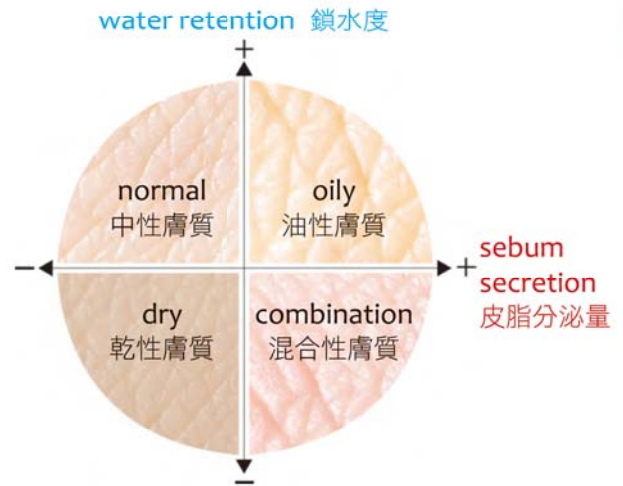 water retention 鎖水度
+
normal
中性膚質
oily
油性膚質
−
+
sebum
secretion
皮脂分泌量
dry
乾性膚質
combination
混合性膚質
−